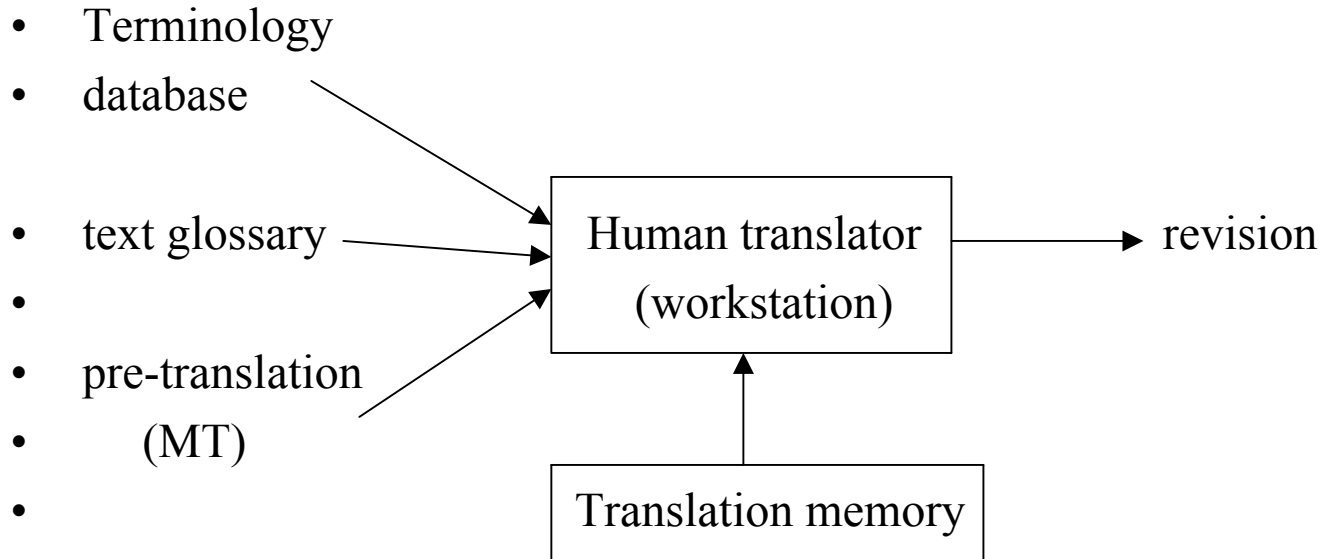 • Terminology
• database
• text glossary
•
• pre-translation
• (MT)
•
Human translator
(workstation)
revision
Translation memory